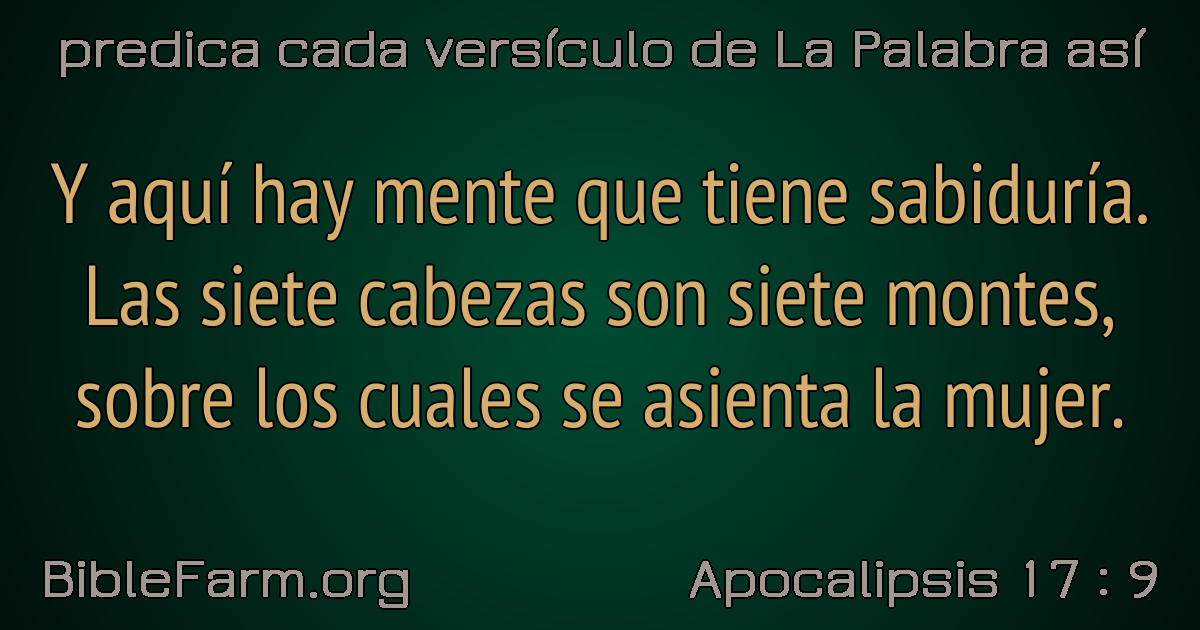 predica cada versículo de La Palabra así
Y aquí hay mente que tiene sabiduría.
Las siete cabezas son siete montes,
sobre los cuales se asienta la mujer.
BibleFarm.org
Apocalipsis 17 : 9